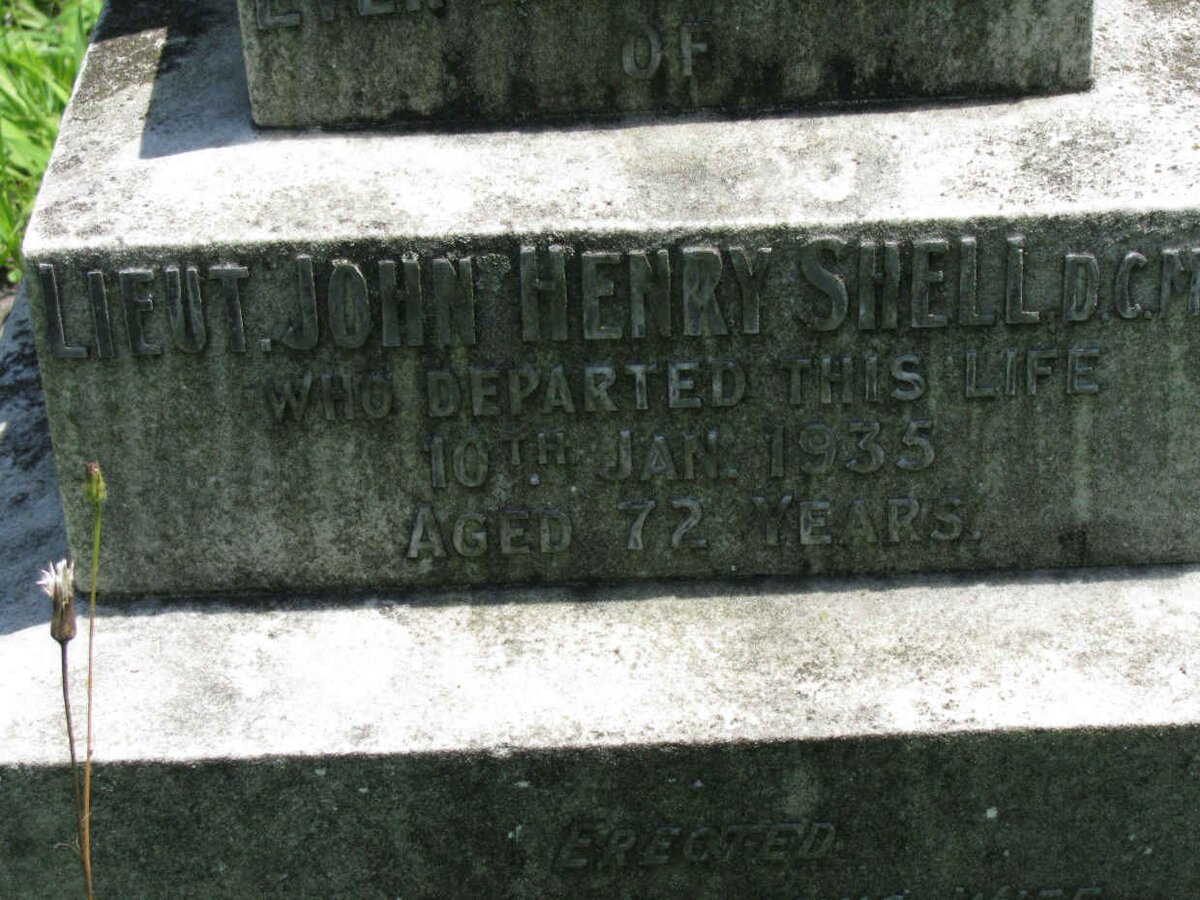 OF
LIEUT. JOHN HENRY SHELL. D.C.M
WHO DEPARTED THIS LIFE
10TH JAN. 1935
AGED 72 YEARS.
ERECTED